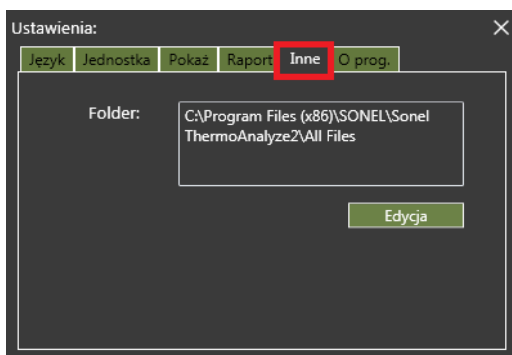 Ustawienia:
Język Jednostka Pokaż Raport Inne O prog.
Folder: C:\Program Files (x86)\SONEL\Sonel
ThermoAnalyze2\All Files
Edycja